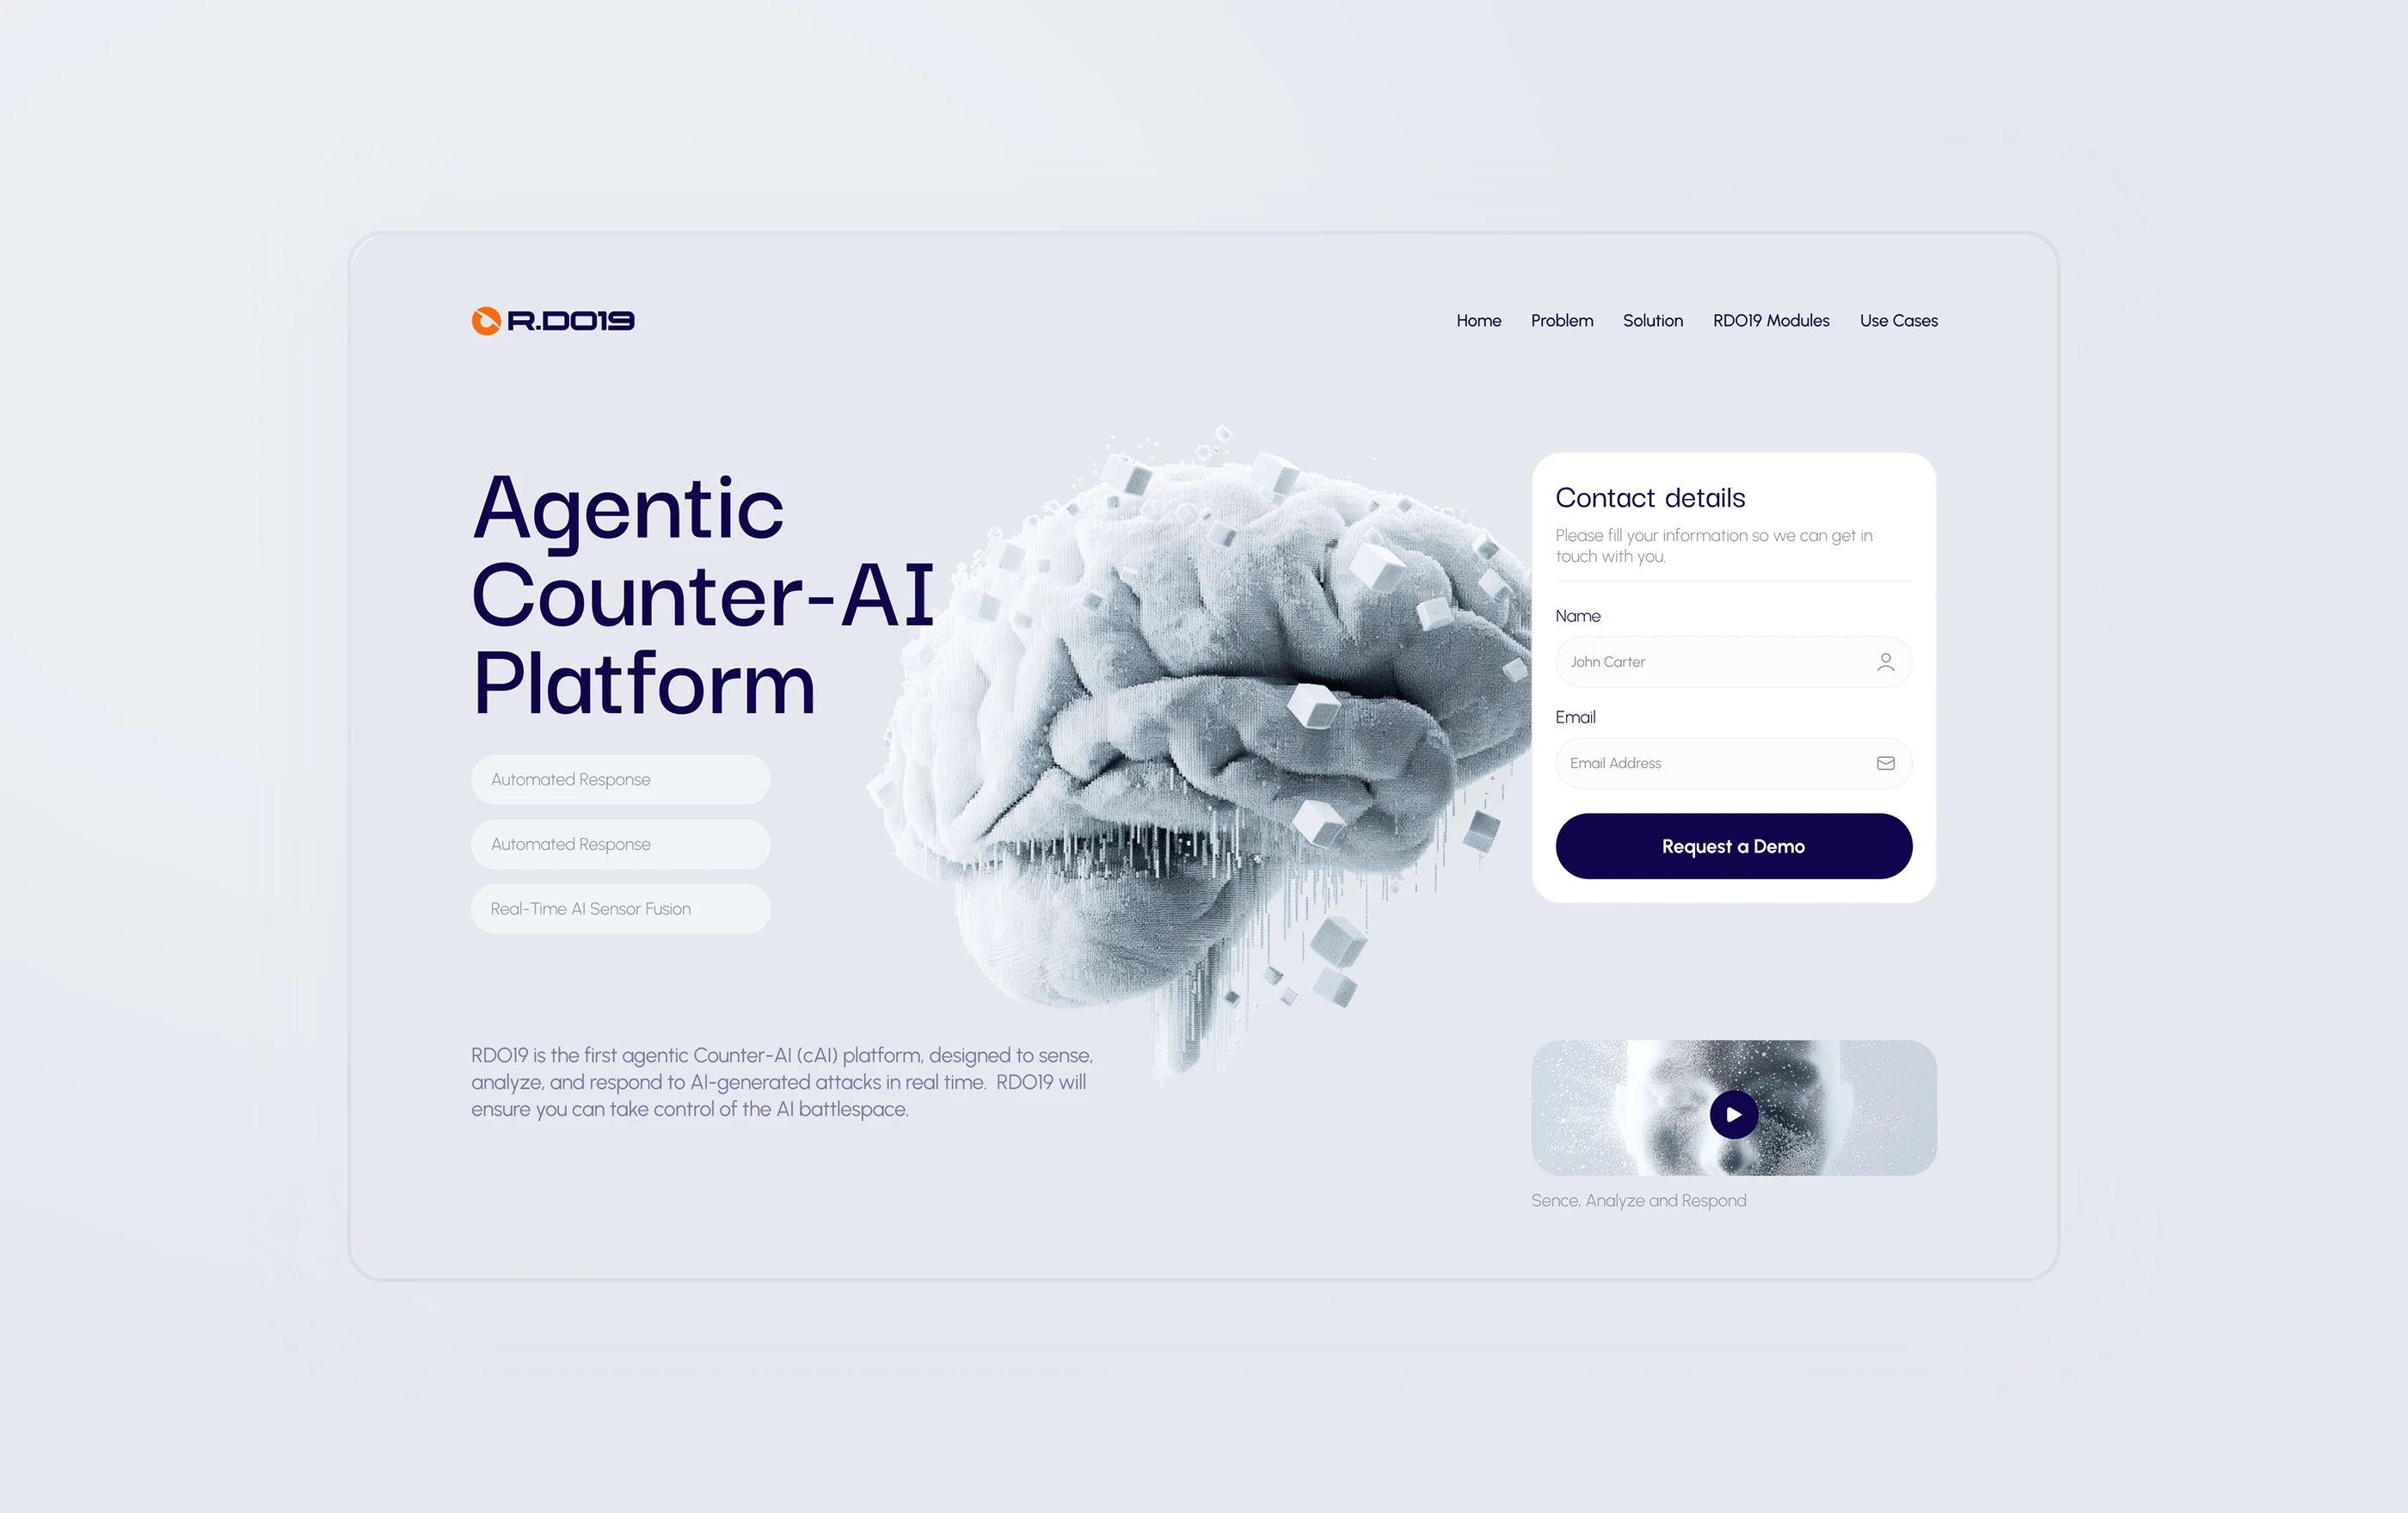 R.DO19
Home Problem Solution RDO19 Modules Use Cases
Agentic
Counter-AI
Platform
Automated Response
Automated Response
Real-Time AI Sensor Fusion
RDO19 is the first agentic Counter-AI (cAI) platform, designed to sense,
analyze, and respond to AI-generated attacks in real time.  RDO19 will
ensure you can take control of the AI battlespace.
Contact details
Please fill your information so we can get in
touch with you.
Name
John Carter
Email
Email Address
Request a Demo
Sence, Analyze and Respond